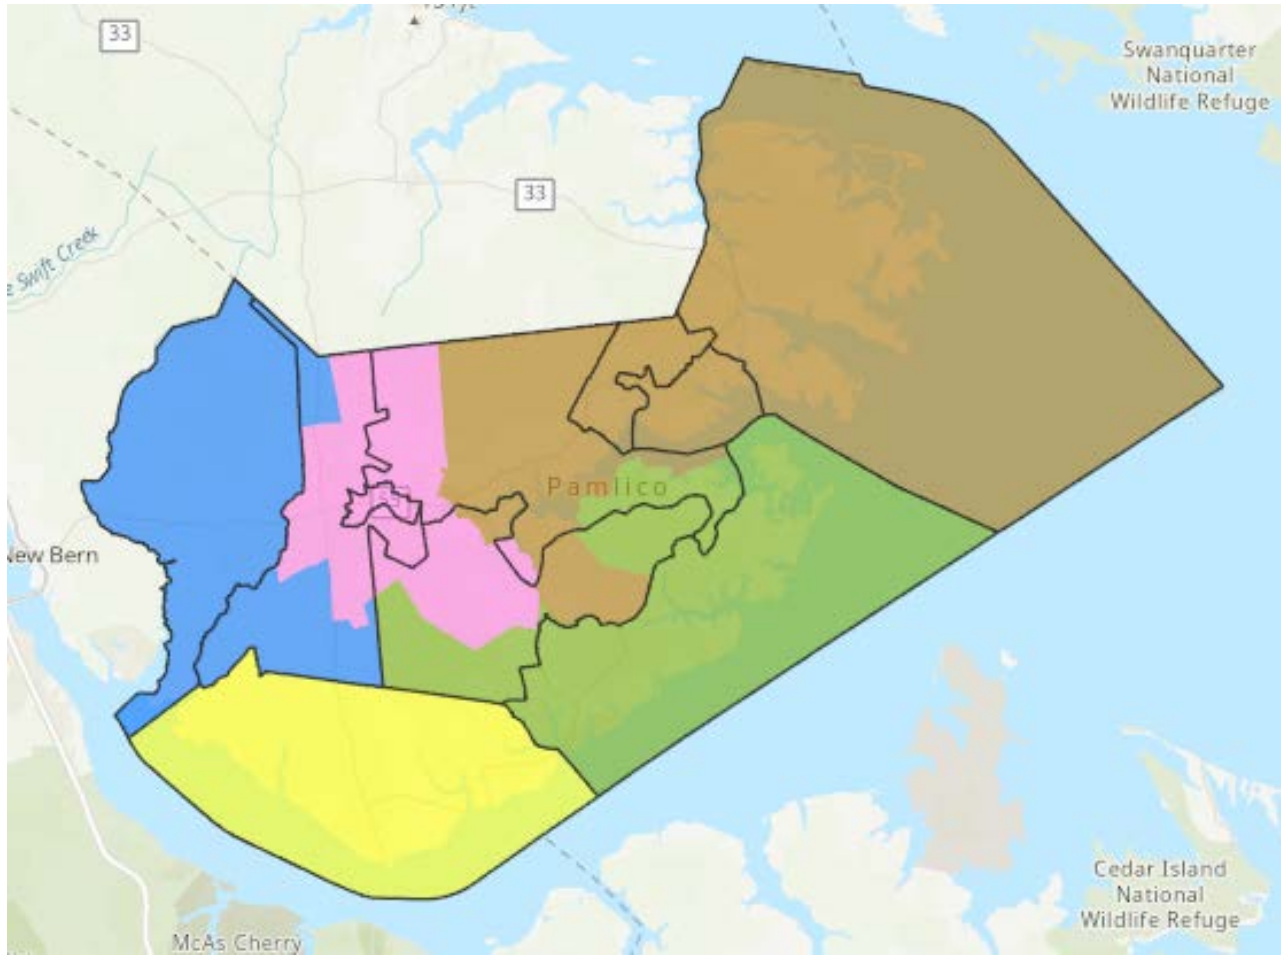 33
Swanquarter
National
Wildlife Refuge
33
Swift Creek
Pamlico
New Bern
Cedar Island
National
Wildlife Refuge
McAs Cherry